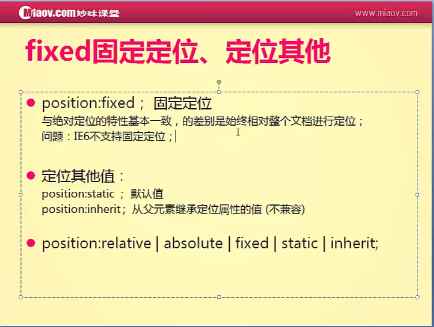 Miaov.com妙味课堂
www.miaov.com
fixed固定定位、定位其他
position:fixed； 固定定位
与绝对定位的特性基本一致，的差别是始终相对整个文档进行定位；
问题：IE6不支持固定定位；
定位其他值：
position:static ； 默认值
position:inherit；从父元素继承定位属性的值 (不兼容)
position:relative | absolute | fixed | static | inherit;